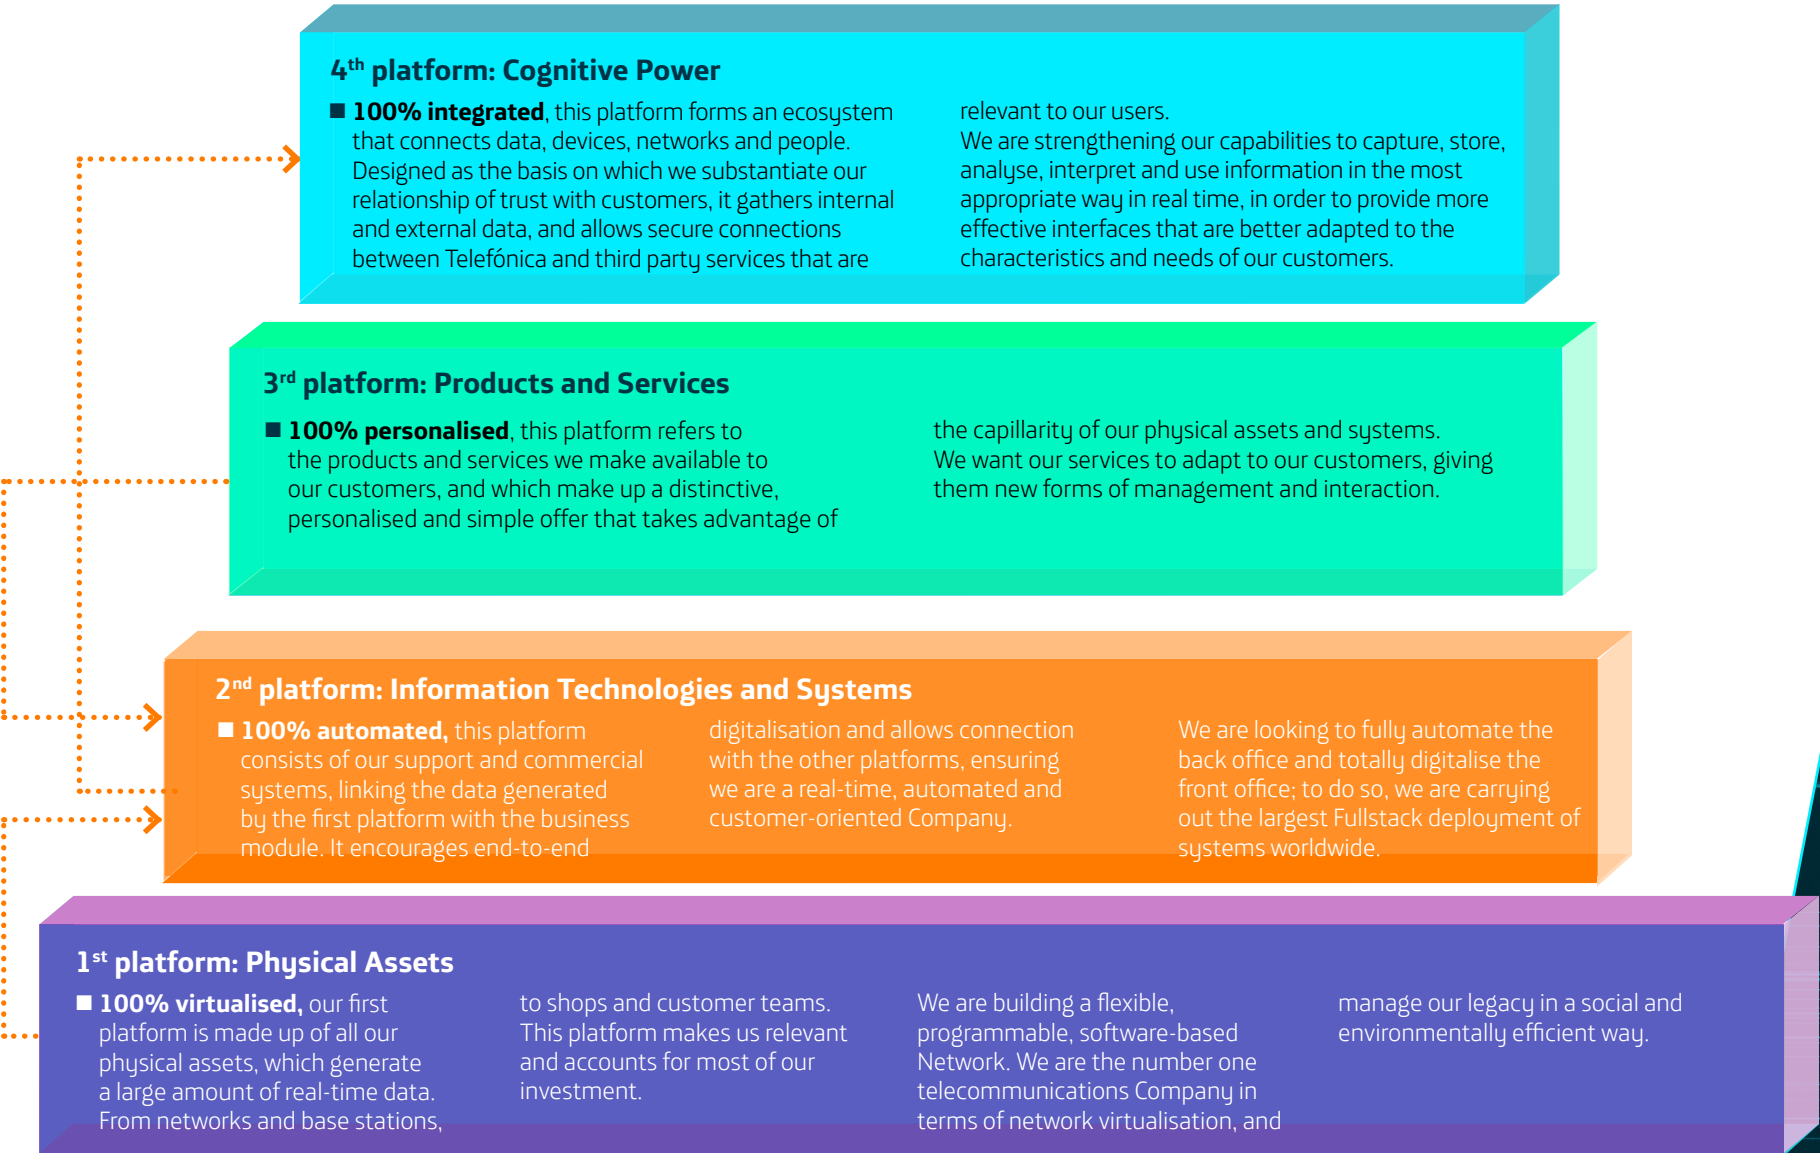 4th platform: Cognitive Power
■ 100% integrated, this platform forms an ecosystem
that connects data, devices, networks and people.
Designed as the basis on which we substantiate our
relationship of trust with customers, it gathers internal
and external data, and allows secure connections
between Telefónica and third party services that are
relevant to our users.
We are strengthening our capabilities to capture, store,
analyse, interpret and use information in the most
appropriate way in real time, in order to provide more
effective interfaces that are better adapted to the
characteristics and needs of our customers.
3rd platform: Products and Services
■ 100% personalised, this platform refers to
the products and services we make available to
our customers, and which make up a distinctive,
personalised and simple offer that takes advantage of
the capillarity of our physical assets and systems.
We want our services to adapt to our customers, giving
them new forms of management and interaction.
2nd platform: Information Technologies and Systems
■ 100% automated, this platform
consists of our support and commercial
systems, linking the data generated
by the first platform with the business
module. It encourages end-to-end
digitalisation and allows connection
with the other platforms, ensuring
we are a real-time, automated and
customer-oriented Company.
We are looking to fully automate the
back office and totally digitalise the
front office; to do so, we are carrying
out the largest Fullstack deployment of
systems worldwide.
1st platform: Physical Assets
■ 100% virtualised, our first
platform is made up of all our
physical assets, which generate
a large amount of real-time data.
From networks and base stations,
to shops and customer teams.
This platform makes us relevant
and accounts for most of our
investment.
We are building a flexible,
programmable, software-based
Network. We are the number one
telecommunications Company in
terms of network virtualisation, and
manage our legacy in a social and
environmentally efficient way.